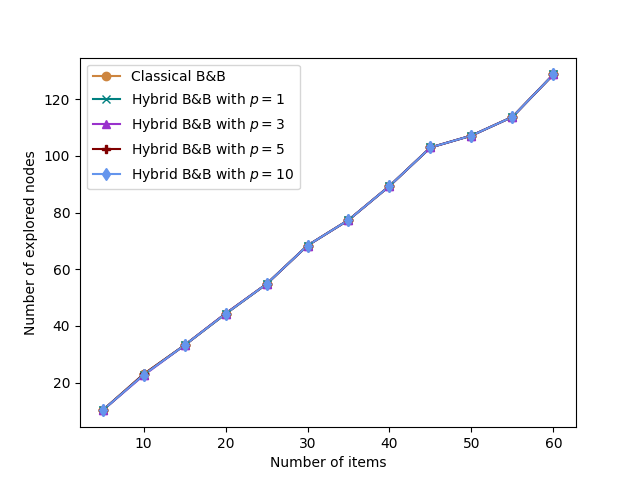 Classical B&B
Hybrid B&B with p = 1
Hybrid B&B with p = 3
Hybrid B&B with p = 5
Hybrid B&B with p = 10
Number of explored nodes
120
100
80
60
40
20
10
20
30
40
50
60
Number of items